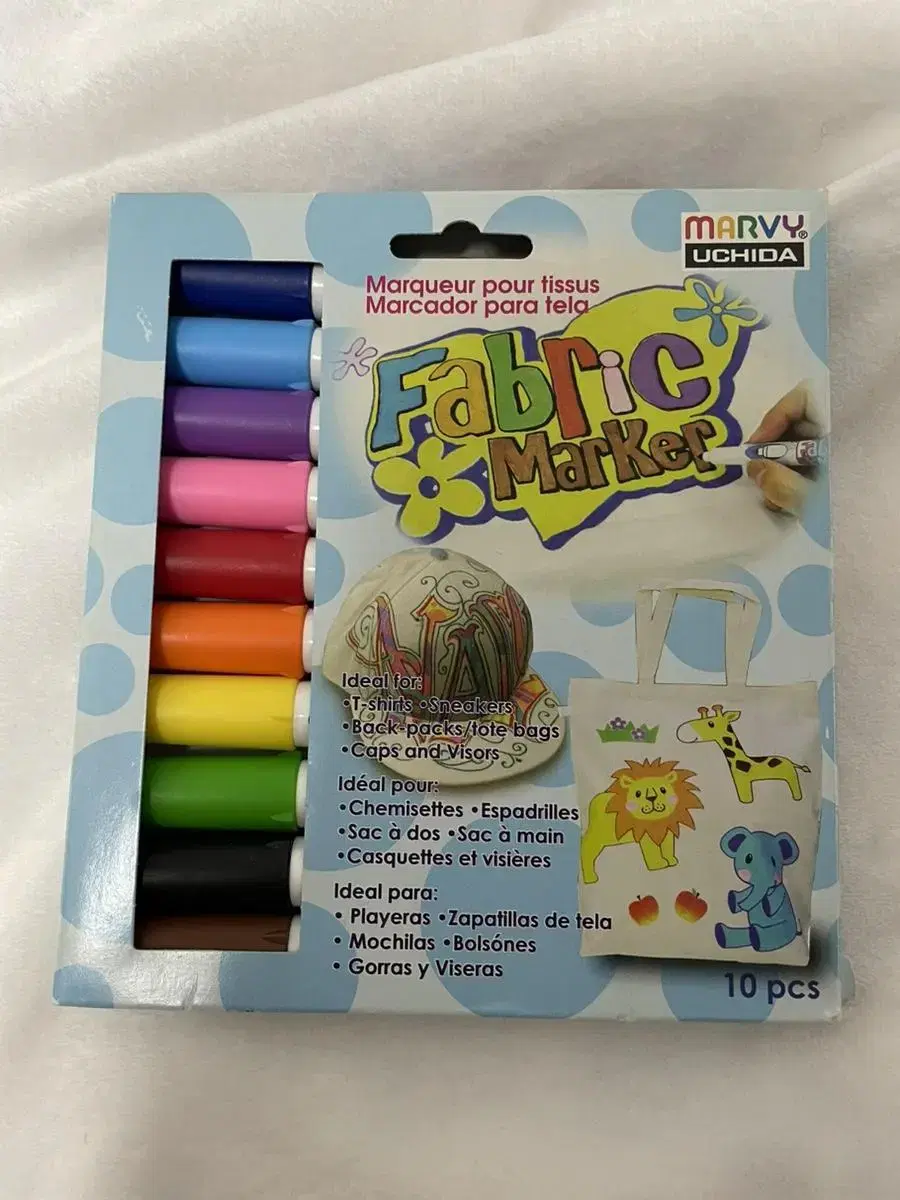 MARVY®
UCHIDA
Marqueur pour tissus
Marcador para tela
Fabric
Marker
Ideal for:
•T-shirts •Sneakers
•Back-packs/tote bags
•Caps and Visors
Idéal pour:
•Chemisettes •Espadrilles
•Sac à dos •Sac à main
•Casquettes et visières
Ideal para:
• Playeras •Zapatillas de tela
• Mochilas •Bolsónes
• Gorras y Viseras
10 pcs